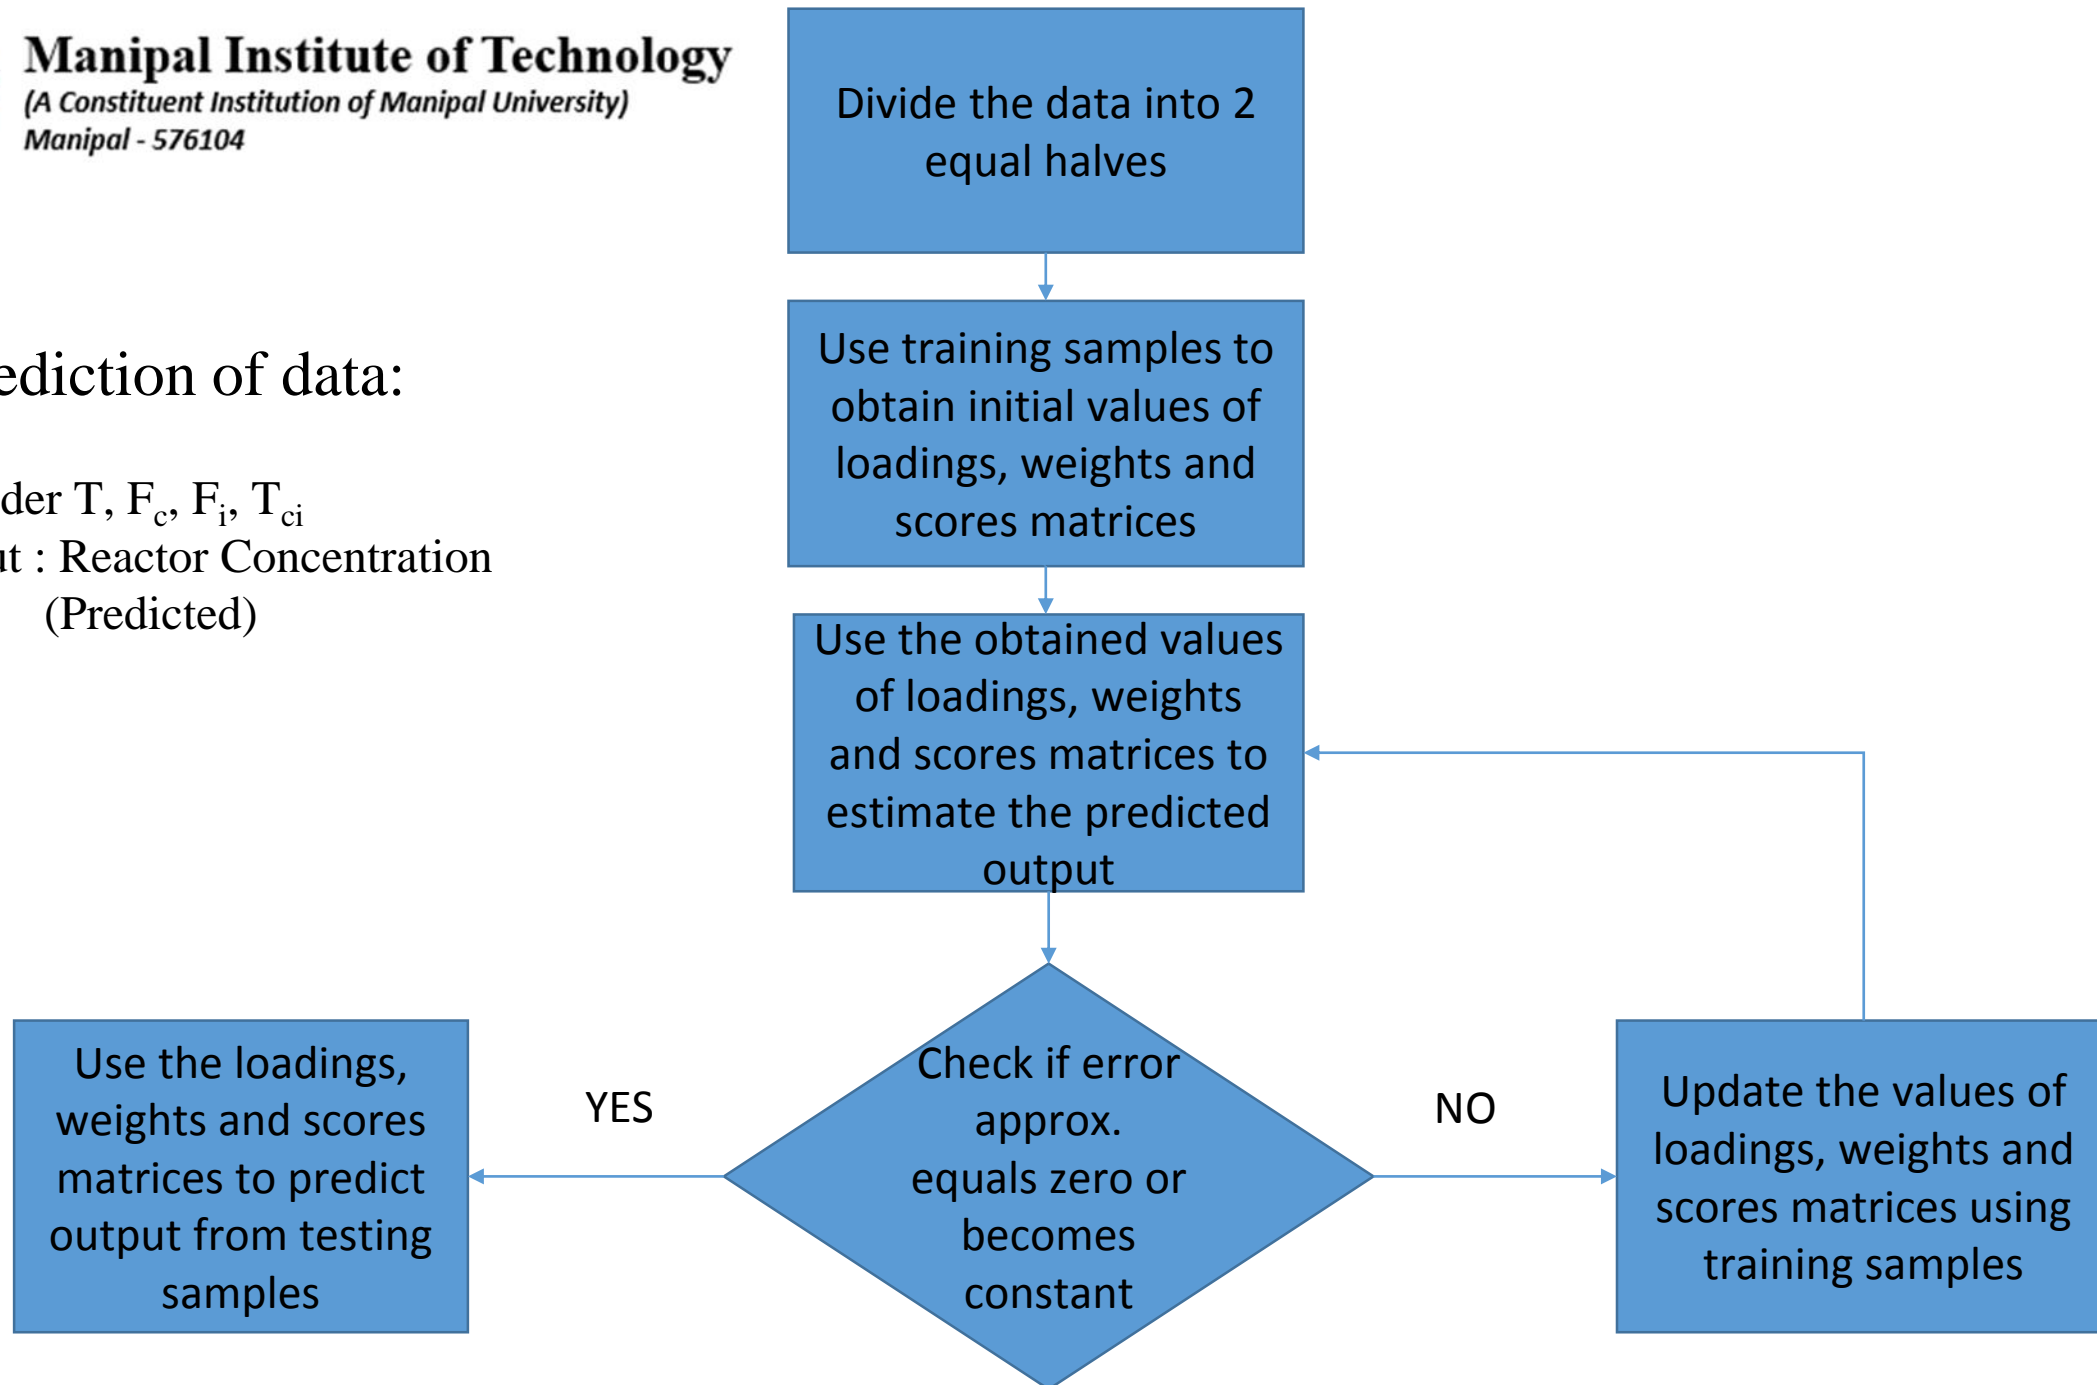 Manipal Institute of Technology
(A Constituent Institution of Manipal University)
Manipal - 576104
Divide the data into 2
equal halves
Use training samples to
obtain initial values of
loadings, weights and
scores matrices
ediction of data:
der T, F_c, F_i, T_ci
ut : Reactor Concentration
(Predicted)
Use the obtained values
of loadings, weights
and scores matrices to
estimate the predicted
output
Use the loadings,
weights and scores
matrices to predict
output from testing
samples
YES
Check if error
approx.
equals zero or
becomes
constant
NO
Update the values of
loadings, weights and
scores matrices using
training samples